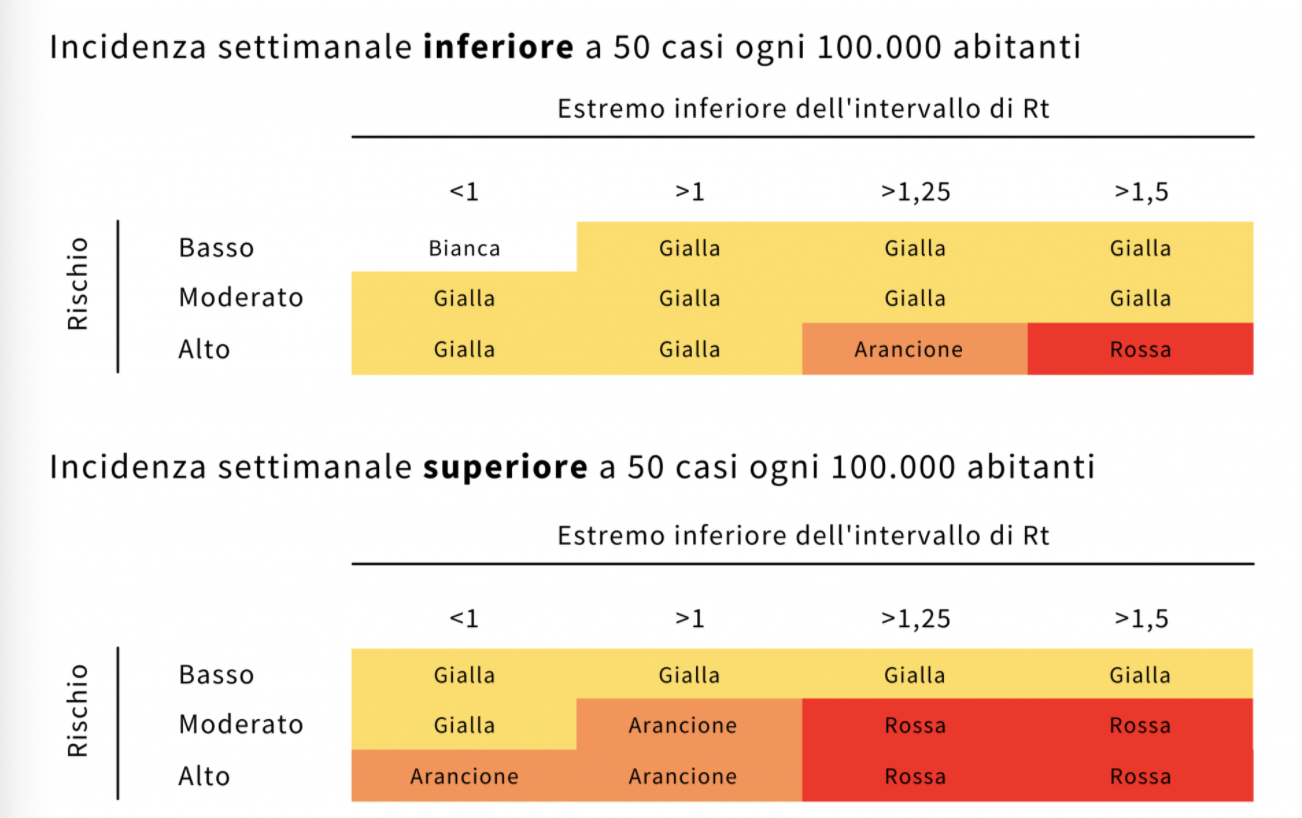 Incidenza settimanale inferiore a 50 casi ogni 100.000 abitanti
Estremo inferiore dell'intervallo di Rt
<1 >1 >1,25 >1,5
Rischio
Basso Bianca Gialla Gialla Gialla
Moderato Gialla Gialla Gialla Gialla
Alto Gialla Gialla Arancione Rossa
Incidenza settimanale superiore a 50 casi ogni 100.000 abitanti
Estremo inferiore dell'intervallo di Rt
<1 >1 >1,25 >1,5
Rischio
Basso Gialla Gialla Gialla Gialla
Moderato Gialla Arancione Rossa Rossa
Alto Arancione Arancione Rossa Rossa